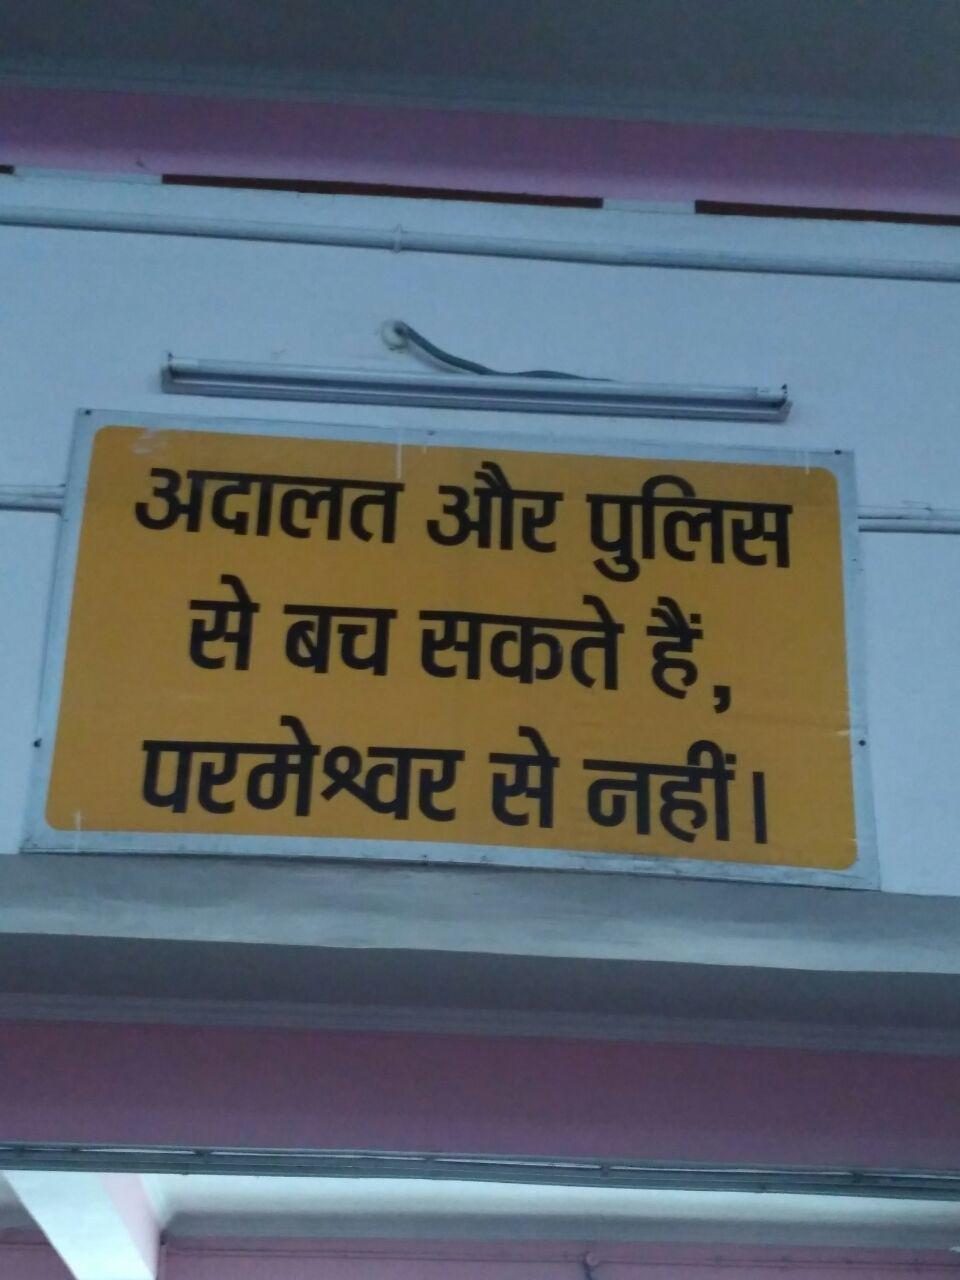 अदालत और पुलिस
से बच सकते हैं,
परमेश्वर से नहीं।